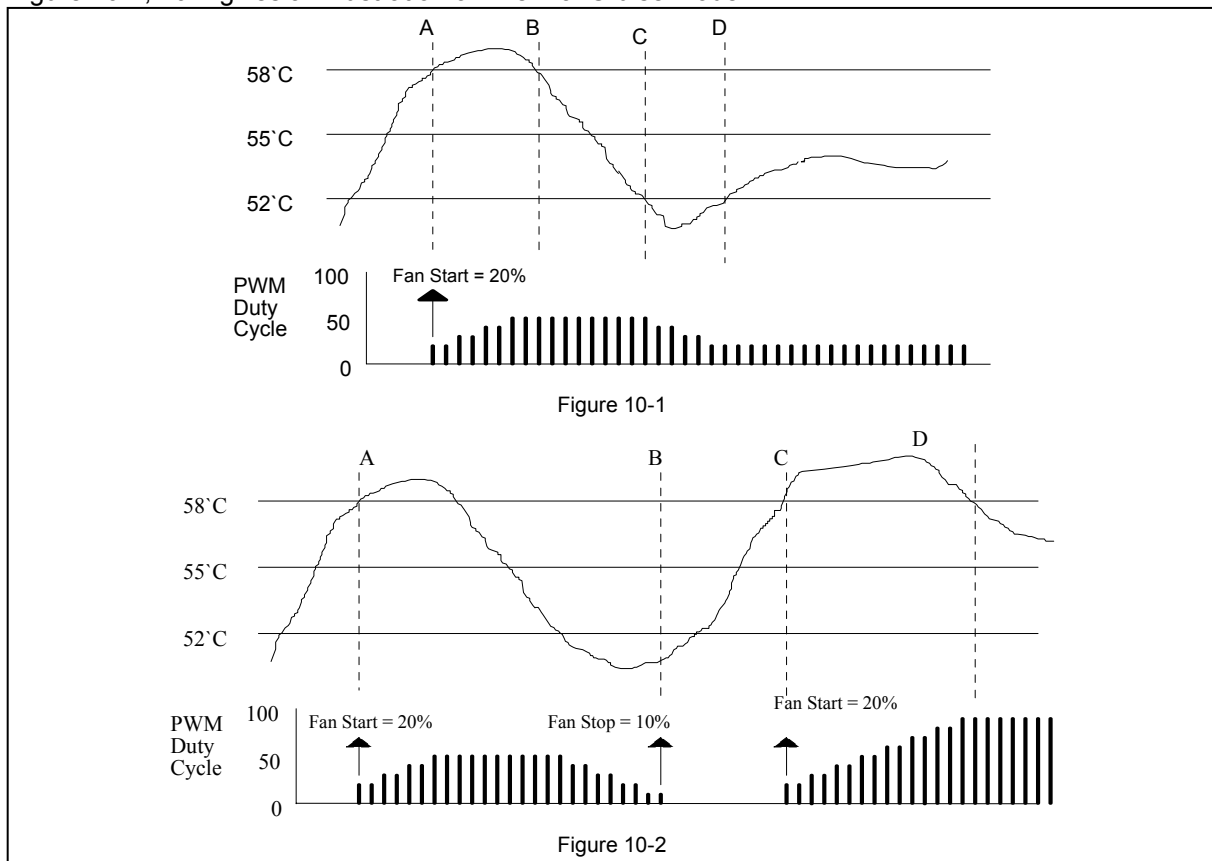 A B C D
58`C
55`C
52`C
PWM
Duty
Cycle
100
50
0
Fan Start = 20%
Figure 10-1
A B C D
58`C
55`C
52`C
PWM
Duty
Cycle
100
50
0
Fan Start = 20%
Fan Stop = 10%
Fan Start = 20%
Figure 10-2